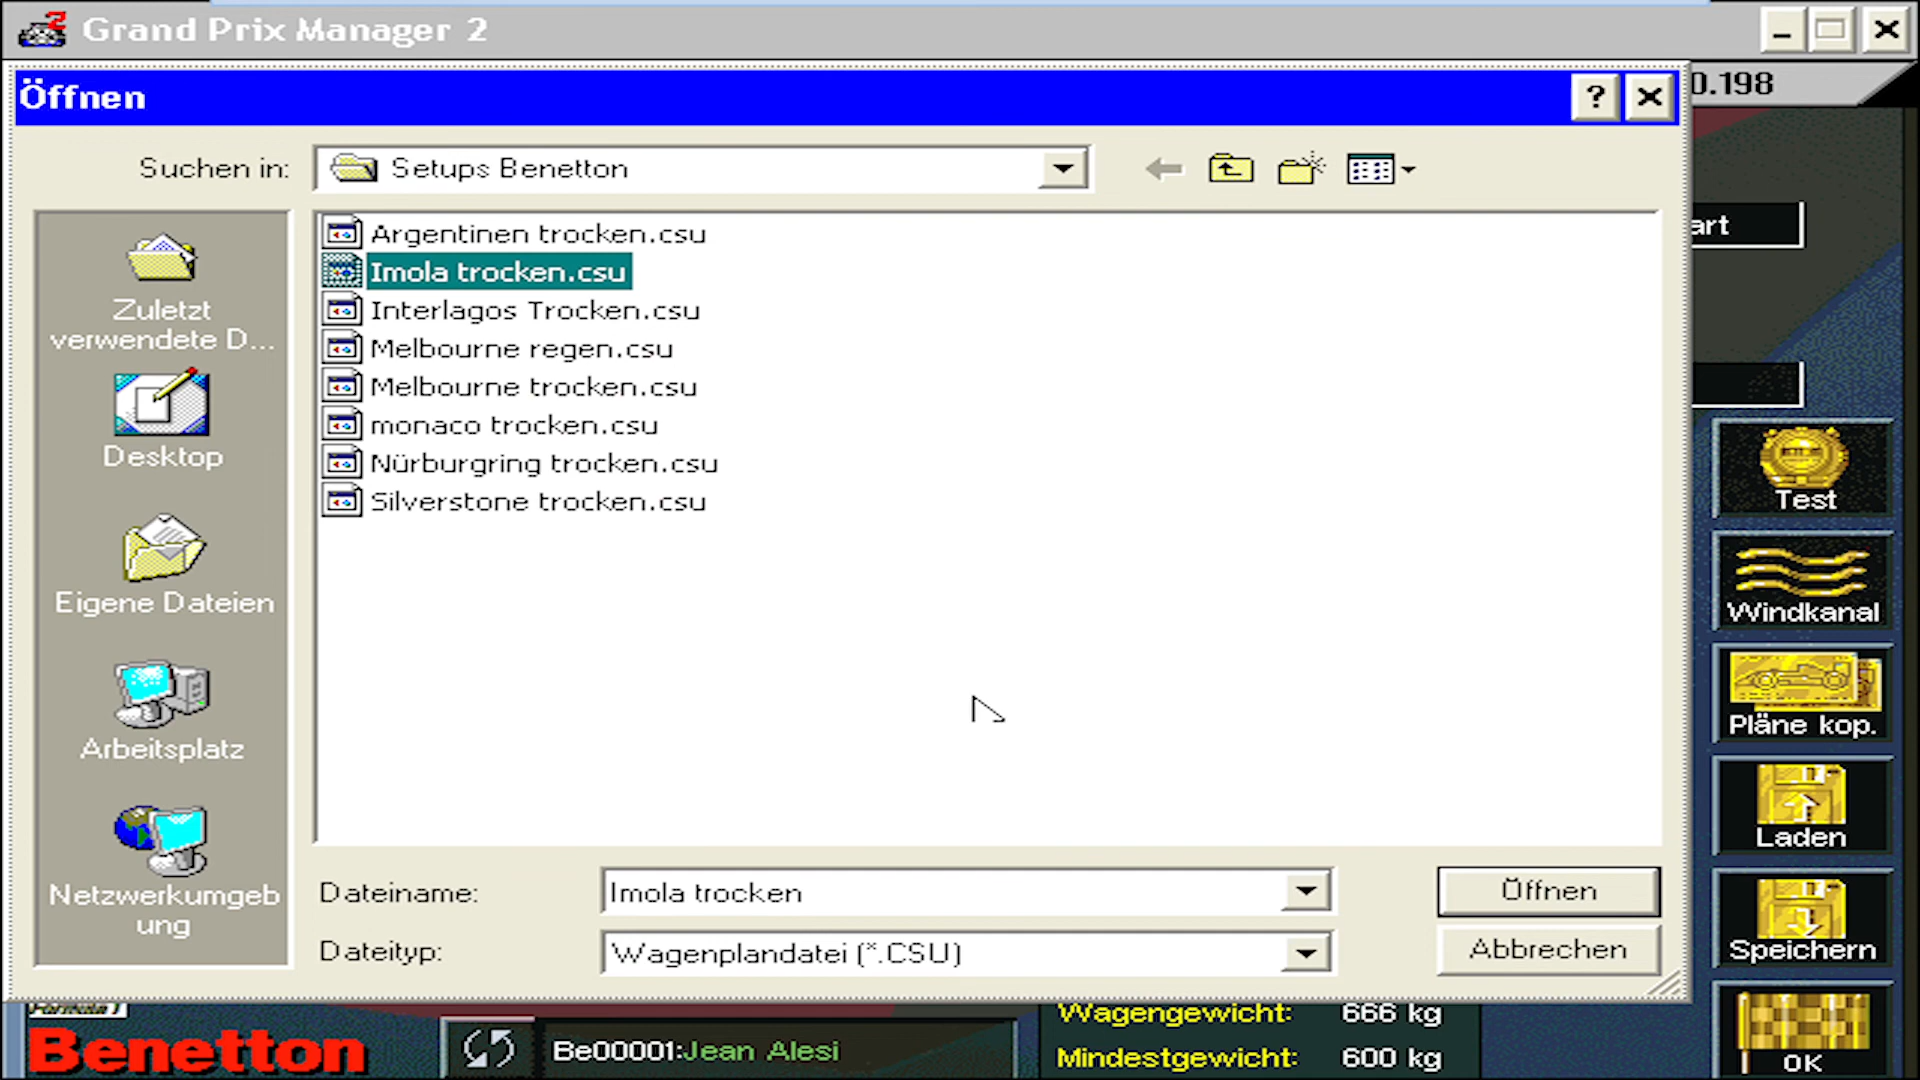 Grand Prix Manager 2
Öffnen
0.198
Suchen in: Setups Benetton
art
Zuletzt
verwendete D...
Desktop
Eigene Dateien
Arbeitsplatz
Netzwerkumgeb
ung
Argentinen trocken.csu
Imola trocken.csu
Interlagos Trocken.csu
Melbourne regen.csu
Melbourne trocken.csu
monaco trocken.csu
Nürburgring trocken.csu
Silverstone trocken.csu
Dateiname: Imola trocken
Öffnen
Dateityp: Wagenplandatei (*.CSU)
Abbrechen
Test
Windkanal
Pläne kop.
Laden
Speichern
OK
Benetton
Be00001:Jean Alesi
Wagengewicht: 666 kg
Mindestgewicht: 600 kg